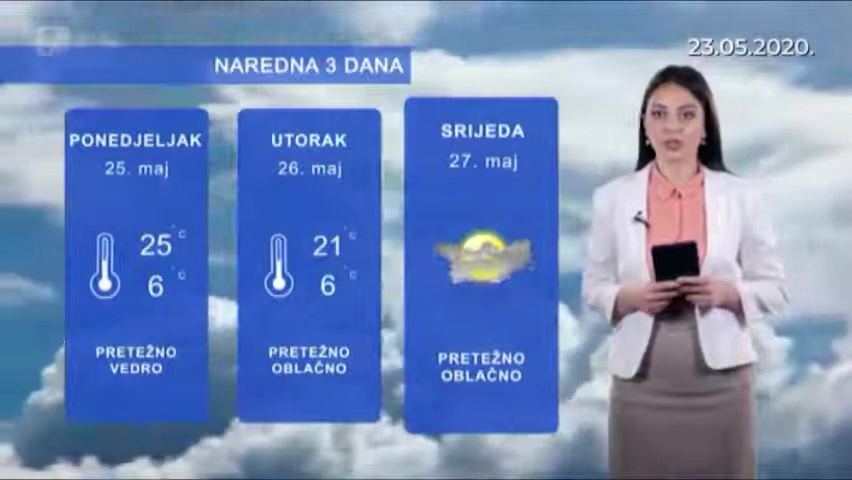 23.05.2020.
NAREDNA 3 DANA
PONEDJELJAK
25. maj
25 °C
6 °C
PRETEŽNO
VEDRO
UTORAK
26. maj
21 °C
6 °C
PRETEŽNO
OBLAČNO
SRIJEDA
27. maj
PRETEŽNO
OBLAČNO